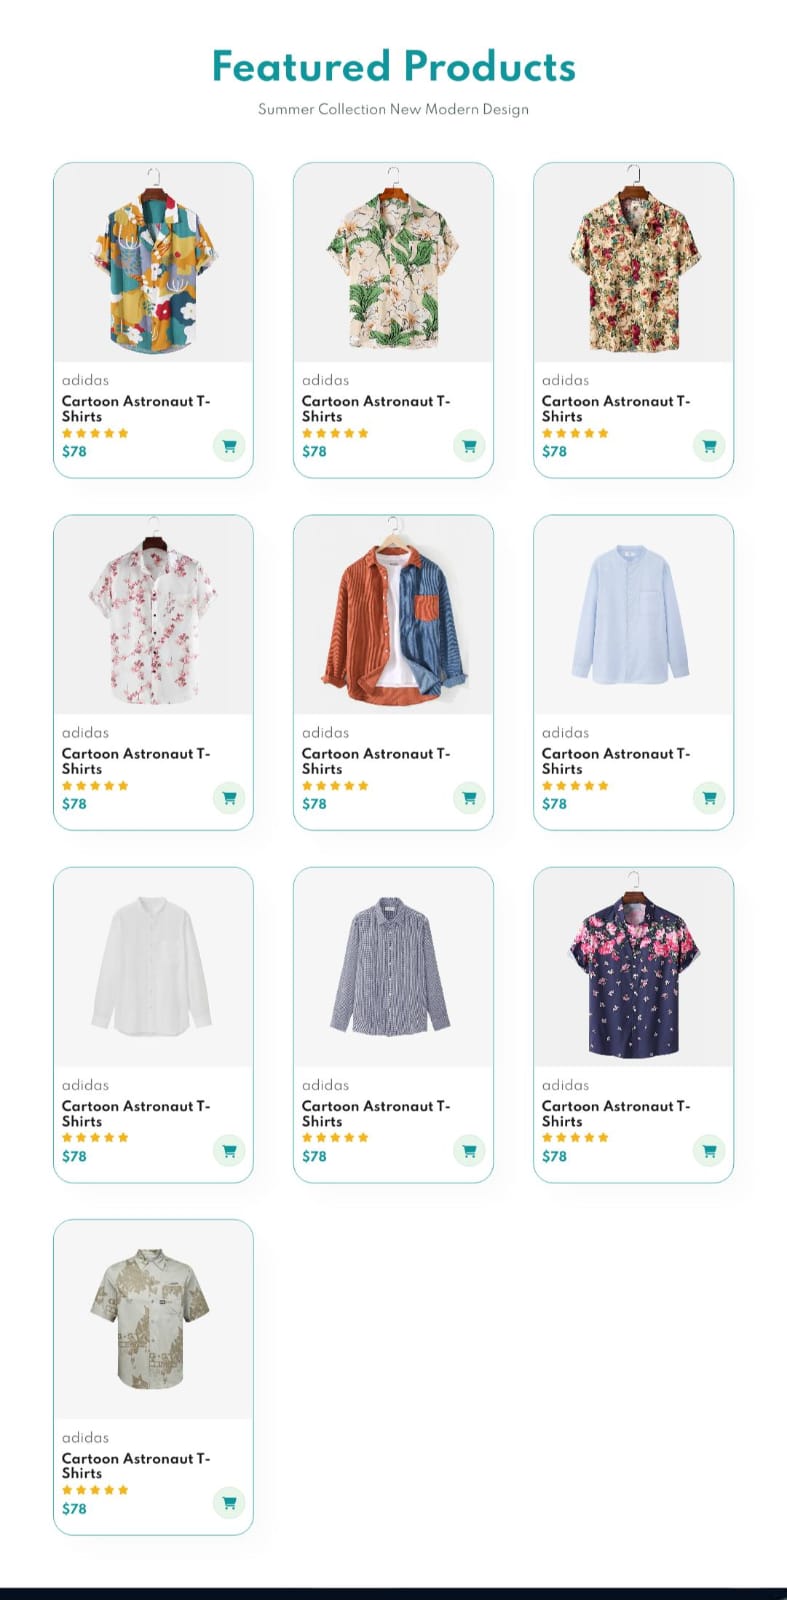 Featured Products
Summer Collection New Modern Design
adidas
Cartoon Astronaut T-
Shirts
$78
adidas
Cartoon Astronaut T-
Shirts
$78
adidas
Cartoon Astronaut T-
Shirts
$78
adidas
Cartoon Astronaut T-
Shirts
$78
adidas
Cartoon Astronaut T-
Shirts
$78
adidas
Cartoon Astronaut T-
Shirts
$78
adidas
Cartoon Astronaut T-
Shirts
$78
adidas
Cartoon Astronaut T-
Shirts
$78
adidas
Cartoon Astronaut T-
Shirts
$78
adidas
Cartoon Astronaut T-
Shirts
$78